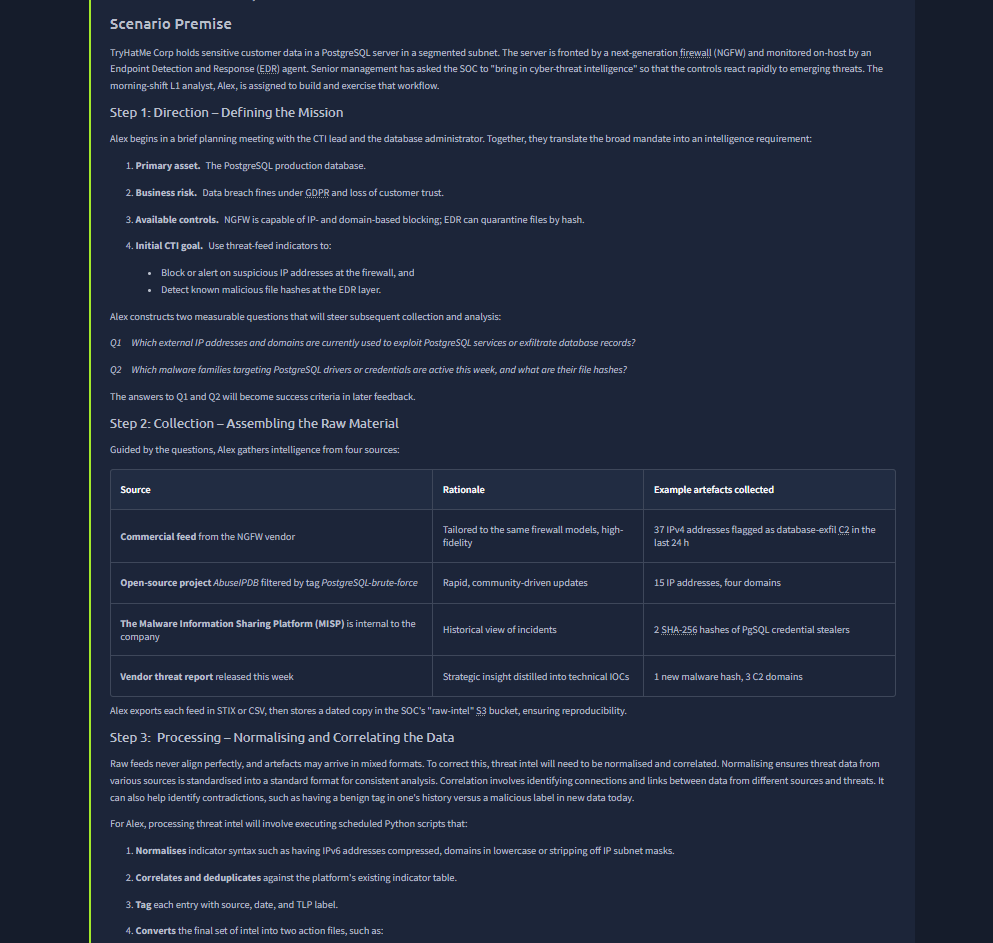 Scenario Premise
TryHatMe Corp holds sensitive customer data in a PostgreSQL server in a segmented subnet. The server is fronted by a next-generation firewall (NGFW) and monitored on-host by an
Endpoint Detection and Response (EDR) agent. Senior management has asked the SOC to "bring in cyber-threat intelligence" so that the controls react rapidly to emerging threats. The
morning-shift L1 analyst, Alex, is assigned to build and exercise that workflow.
Step 1: Direction – Defining the Mission
Alex begins in a brief planning meeting with the CTI lead and the database administrator. Together, they translate the broad mandate into an intelligence requirement:
1. Primary asset. The PostgreSQL production database.
2. Business risk. Data breach fines under GDPR and loss of customer trust.
3. Available controls. NGFW is capable of IP- and domain-based blocking; EDR can quarantine files by hash.
4. Initial CTI goal. Use threat-feed indicators to:
• Block or alert on suspicious IP addresses at the firewall, and
• Detect known malicious file hashes at the EDR layer.
Alex constructs two measurable questions that will steer subsequent collection and analysis:
Q1 Which external IP addresses and domains are currently used to exploit PostgreSQL services or exfiltrate database records?
Q2 Which malware families targeting PostgreSQL drivers or credentials are active this week, and what are their file hashes?
The answers to Q1 and Q2 will become success criteria in later feedback.
Step 2: Collection – Assembling the Raw Material
Guided by the questions, Alex gathers intelligence from four sources:
Source Rationale Example artefacts collected
Commercial feed from the NGFW vendor
Tailored to the same firewall models, high-
fidelity
37 IPv4 addresses flagged as database-exfil C2 in the
last 24 h
Open-source project AbuseIPDB filtered by tag PostgreSQL-brute-force
Rapid, community-driven updates
15 IP addresses, four domains
The Malware Information Sharing Platform (MISP) is internal to the
company
Historical view of incidents
2 SHA-256 hashes of PgSQL credential stealers
Vendor threat report released this week
Strategic insight distilled into technical IOCs
1 new malware hash, 3 C2 domains
Alex exports each feed in STIX or CSV, then stores a dated copy in the SOC's "raw-intel" S3 bucket, ensuring reproducibility.
Step 3: Processing – Normalising and Correlating the Data
Raw feeds never align perfectly, and artefacts may arrive in mixed formats. To correct this, threat intel will need to be normalised and correlated. Normalising ensures threat data from
various sources is standardised into a standard format for consistent analysis. Correlation involves identifying connections and links between data from different sources and threats. It
can also help identify contradictions, such as having a benign tag in one's history versus a malicious label in new data today.
For Alex, processing threat intel will involve executing scheduled Python scripts that:
1. Normalises indicator syntax such as having IPv6 addresses compressed, domains in lowercase or stripping off IP subnet masks.
2. Correlates and deduplicates against the platform's existing indicator table.
3. Tag each entry with source, date, and TLP label.
4. Converts the final set of intel into two action files, such as: